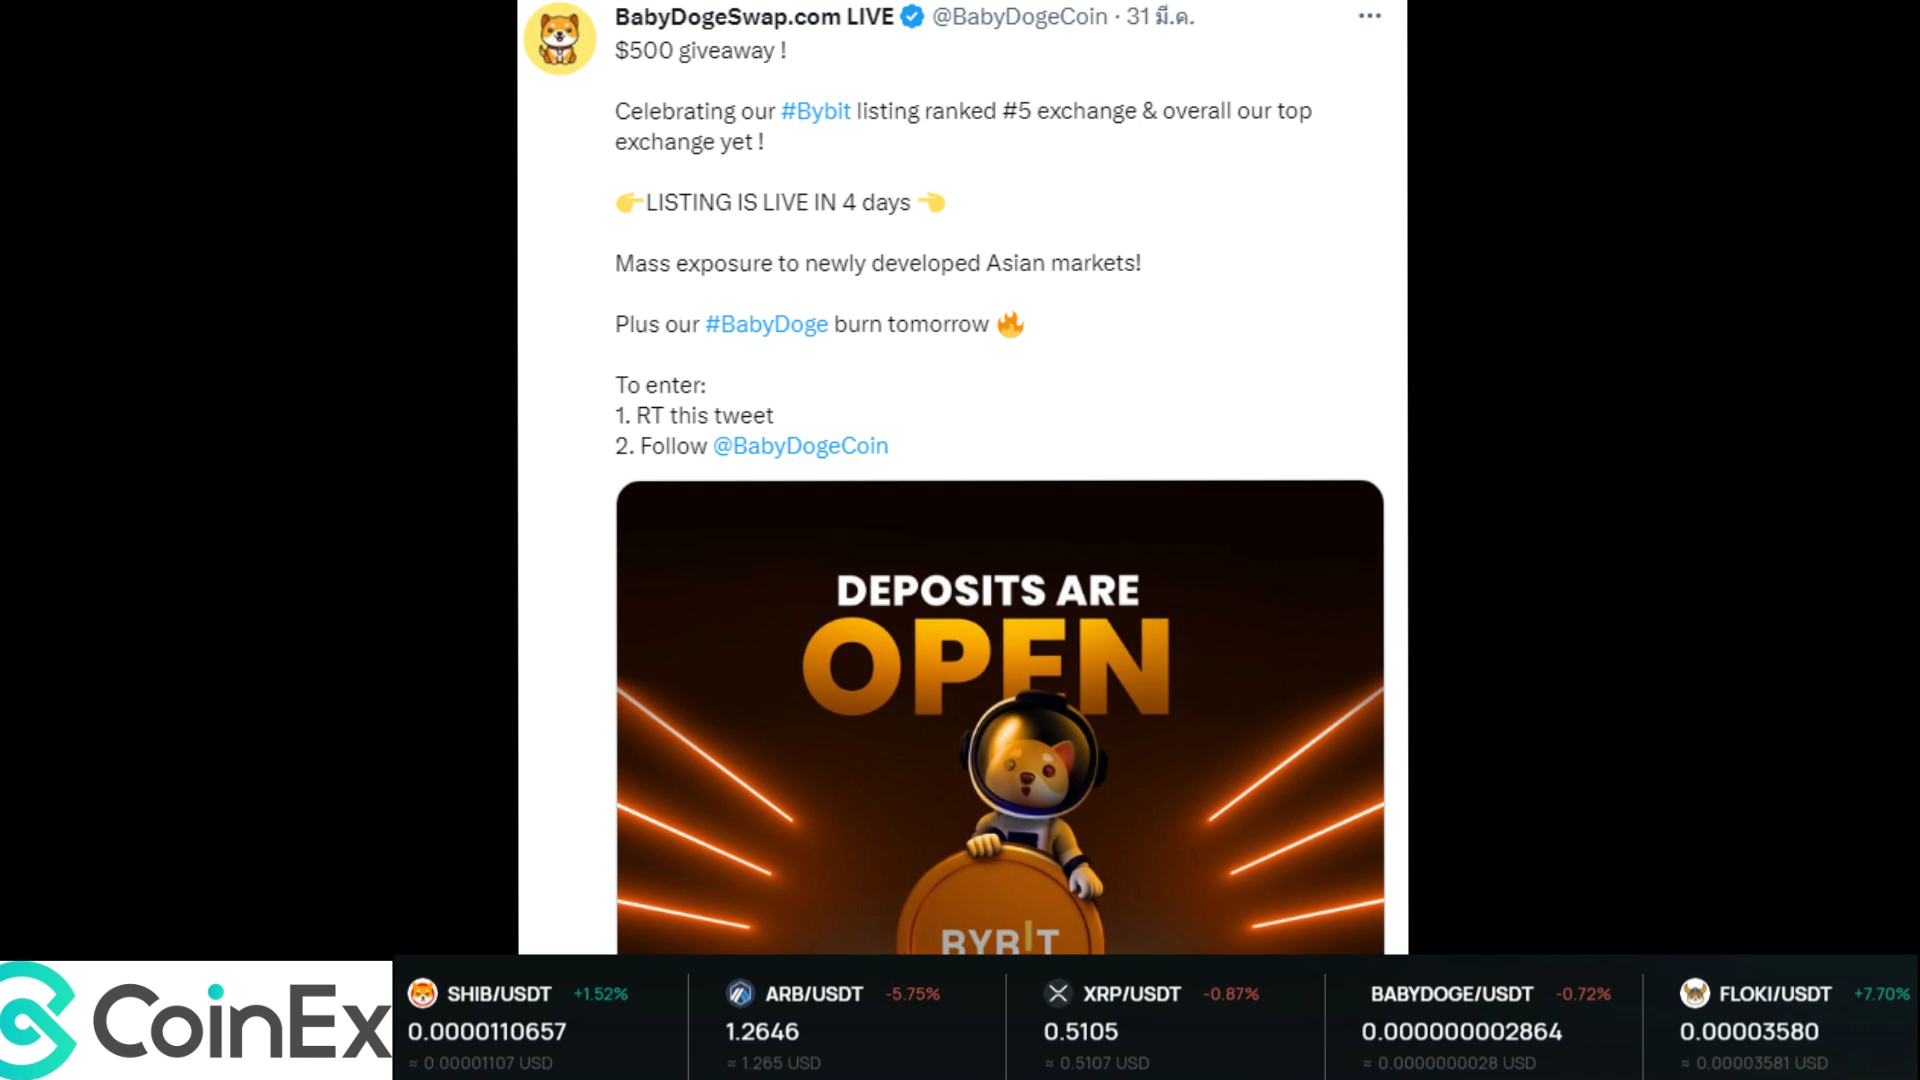 BabyDogeSwap.com LIVE @BabyDogeCoin · 31 มี.ค.
$500 giveaway !
Celebrating our #Bybit listing ranked #5 exchange & overall our top
exchange yet !
👉LISTING IS LIVE IN 4 days 👈
Mass exposure to newly developed Asian markets!
Plus our #BabyDoge burn tomorrow 🔥
To enter:
1. RT this tweet
2. Follow @BabyDogeCoin
DEPOSITS ARE
OPEN
BYBIT
CoinEx
SHIB/USDT +1.52%
0.0000110657
≈ 0.00001107 USD
ARB/USDT -5.75%
1.2646
≈ 1.265 USD
XRP/USDT -0.87%
0.5105
≈ 0.5107 USD
BABYDOGE/USDT -0.72%
0.000000002864
≈ 0.0000000028 USD
FLOKI/USDT +7.70%
0.00003580
≈ 0.00003581 USD